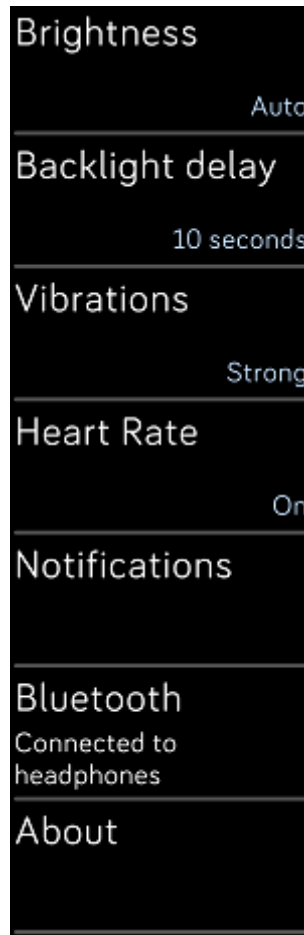 Brightness
Auto
Backlight delay
10 seconds
Vibrations
Strong
Heart Rate
On
Notifications
Bluetooth
Connected to
headphones
About